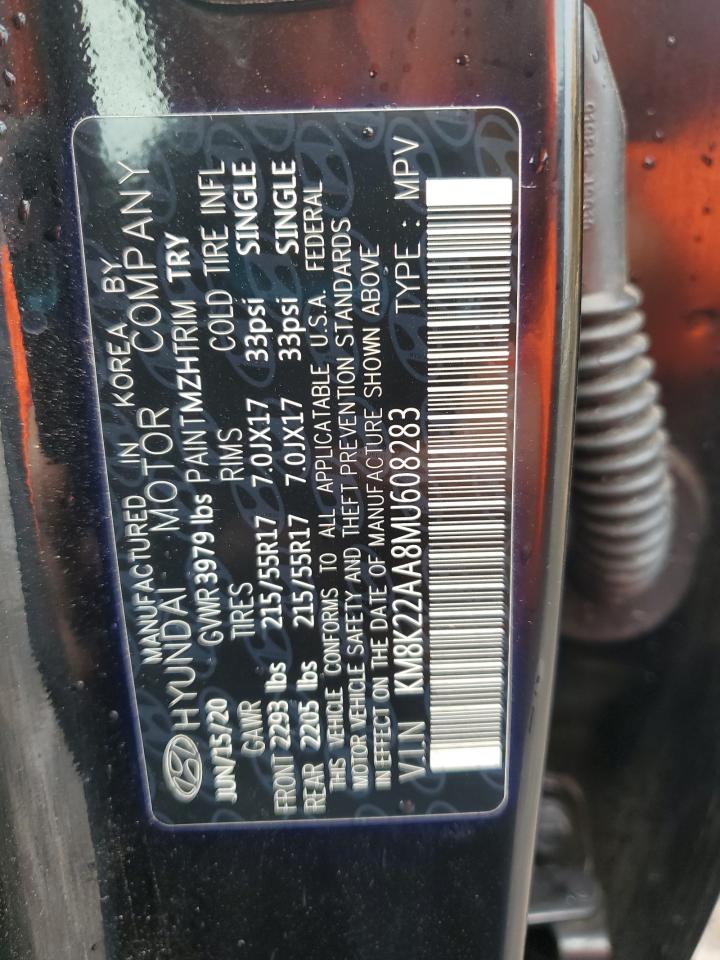 MANUFACTURED IN KOREA BY
HYUNDAI MOTOR COMPANY
JUN/15/20 GVWR 3979 lbs PAINT MZH TRIM TRY
GAWR TIRES RIMS COLD TIRE INFL
FRONT 2293 lbs 215/55R17 7.0JX17 33psi SINGLE
REAR 2205 lbs 215/55R17 7.0JX17 33psi SINGLE
THIS VEHICLE CONFORMS TO ALL APPLICATABLE U.S.A. FEDERAL
MOTOR VEHICLE SAFETY AND THEFT PREVENTION STANDARDS
IN EFFECT ON THE DATE OF MANUFACTURE SHOWN ABOVE
V.I.N KM8K22AA8MU608283 TYPE : MPV